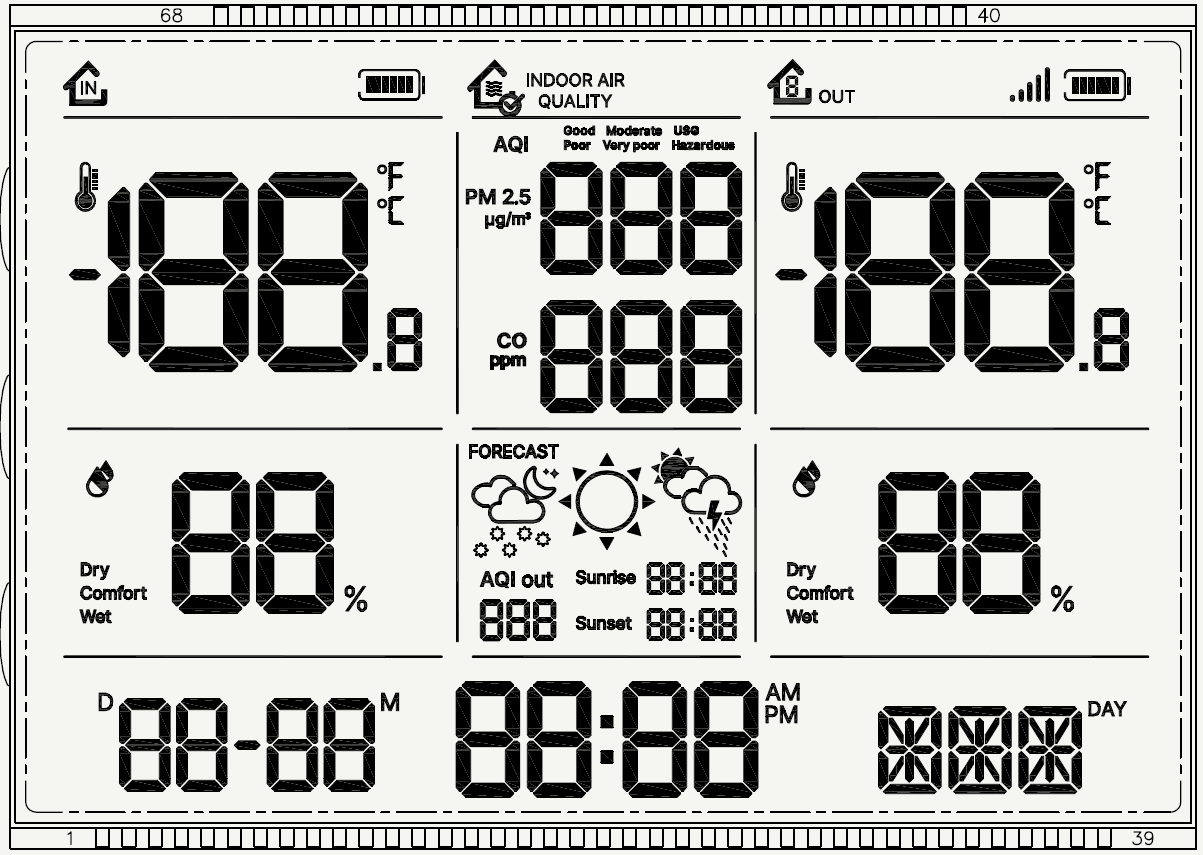 68 40
IN
INDOOR AIR
QUALITY
8 OUT
AQI
Good Moderate USG
Poor Very poor Hazardous
PM 2.5
µg/m³
888
°F
°C
-188.8
CO
ppm
888
°F
°C
-188.8
Dry
Comfort
Wet
88%
FORECAST
AQI out
888
Sunrise 88:88
Sunset 88:88
Dry
Comfort
Wet
88%
D 88-88 M
88:88 AM
PM
DAY
1 39